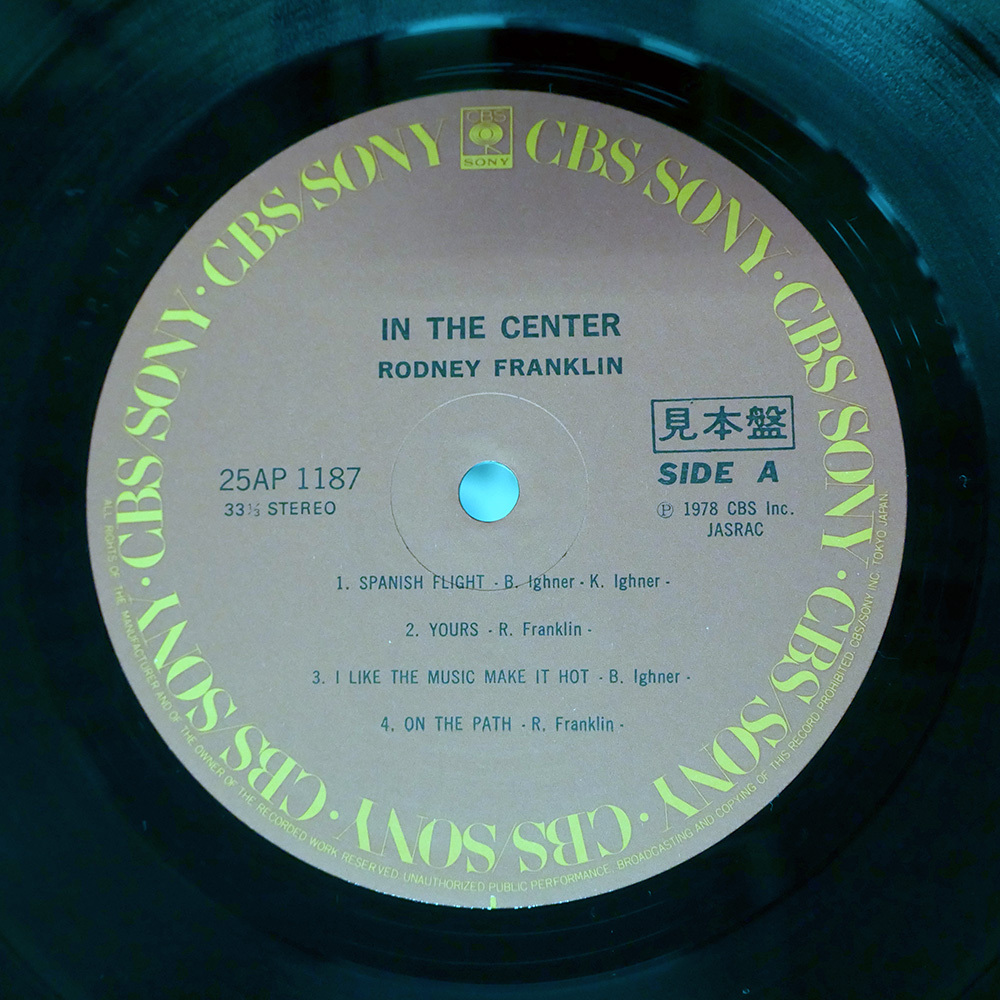 CBS
SONY
CBS/SONY · CBS/SONY · CBS/SONY · CBS/SONY · CBS/SONY · CBS/SONY · CBS/SONY · CBS/SONY · CBS/SONY
IN THE CENTER
RODNEY FRANKLIN
見本盤
25AP 1187
SIDE A
33⅓ STEREO
Ⓟ 1978 CBS Inc.
JASRAC
1. SPANISH FLIGHT - B. Ighner - K. Ighner -
2. YOURS - R. Franklin -
3. I LIKE THE MUSIC MAKE IT HOT - B. Ighner -
4. ON THE PATH - R. Franklin -
ALL RIGHTS OF THE MANUFACTURER AND OF THE OWNER OF THE RECORDED WORK RESERVED. UNAUTHORIZED PUBLIC PERFORMANCE, BROADCASTING AND COPYING OF THIS RECORD PROHIBITED. CBS/SONY INC. TOKYO JAPAN.